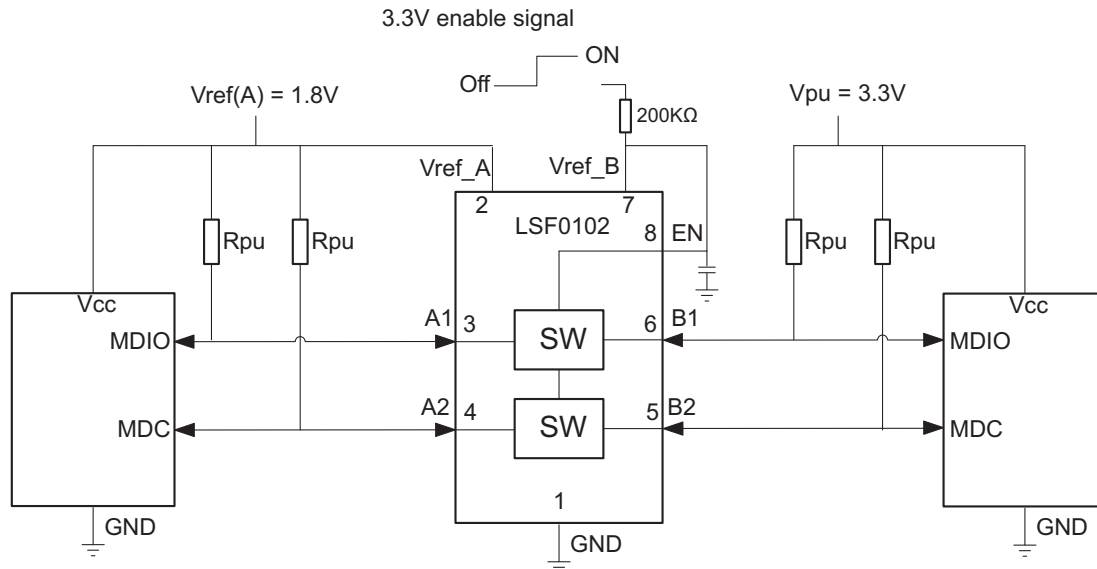 3.3V enable signal
ON
Off
Vref(A) = 1.8V
200KΩ
Vpu = 3.3V
Vref_A
Vref_B
2
7
LSF0102
8
EN
Rpu
Rpu
Rpu
Rpu
Vcc
Vcc
MDIO
A1
3
SW
6
B1
MDIO
MDC
A2
4
SW
5
B2
MDC
1
GND
GND
GND